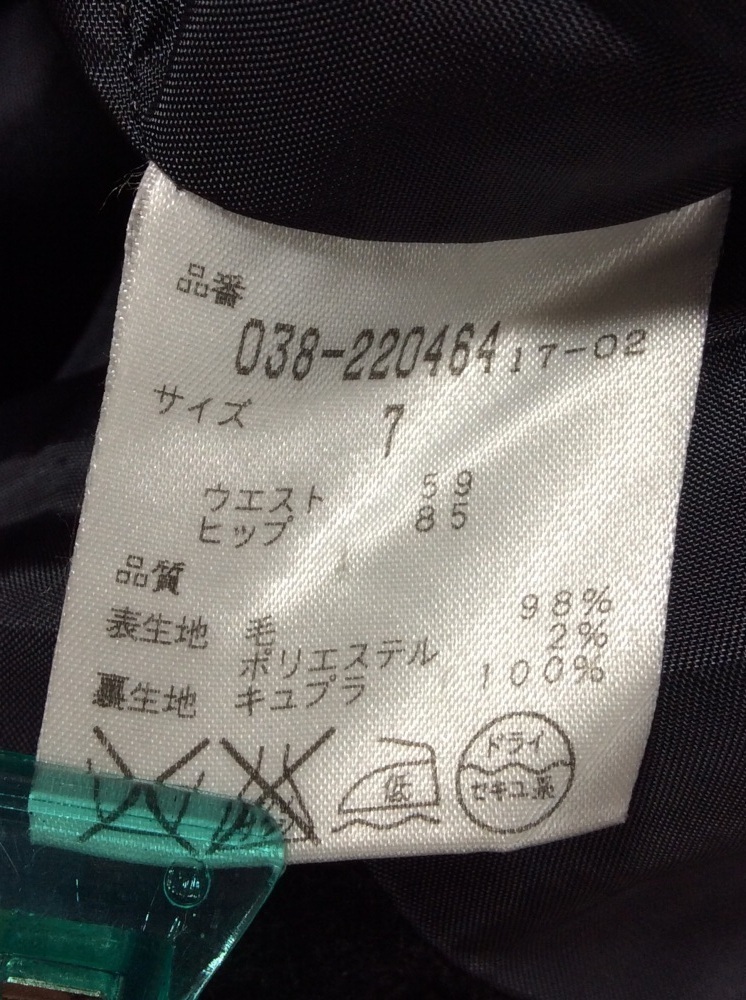 品番
038-220464 17-02
サイズ 7
ウエスト 59
ヒップ 85
品質
表生地 毛 98%
ポリエステル 2%
裏生地 キュプラ 100%
低
ドライ
セキユ系